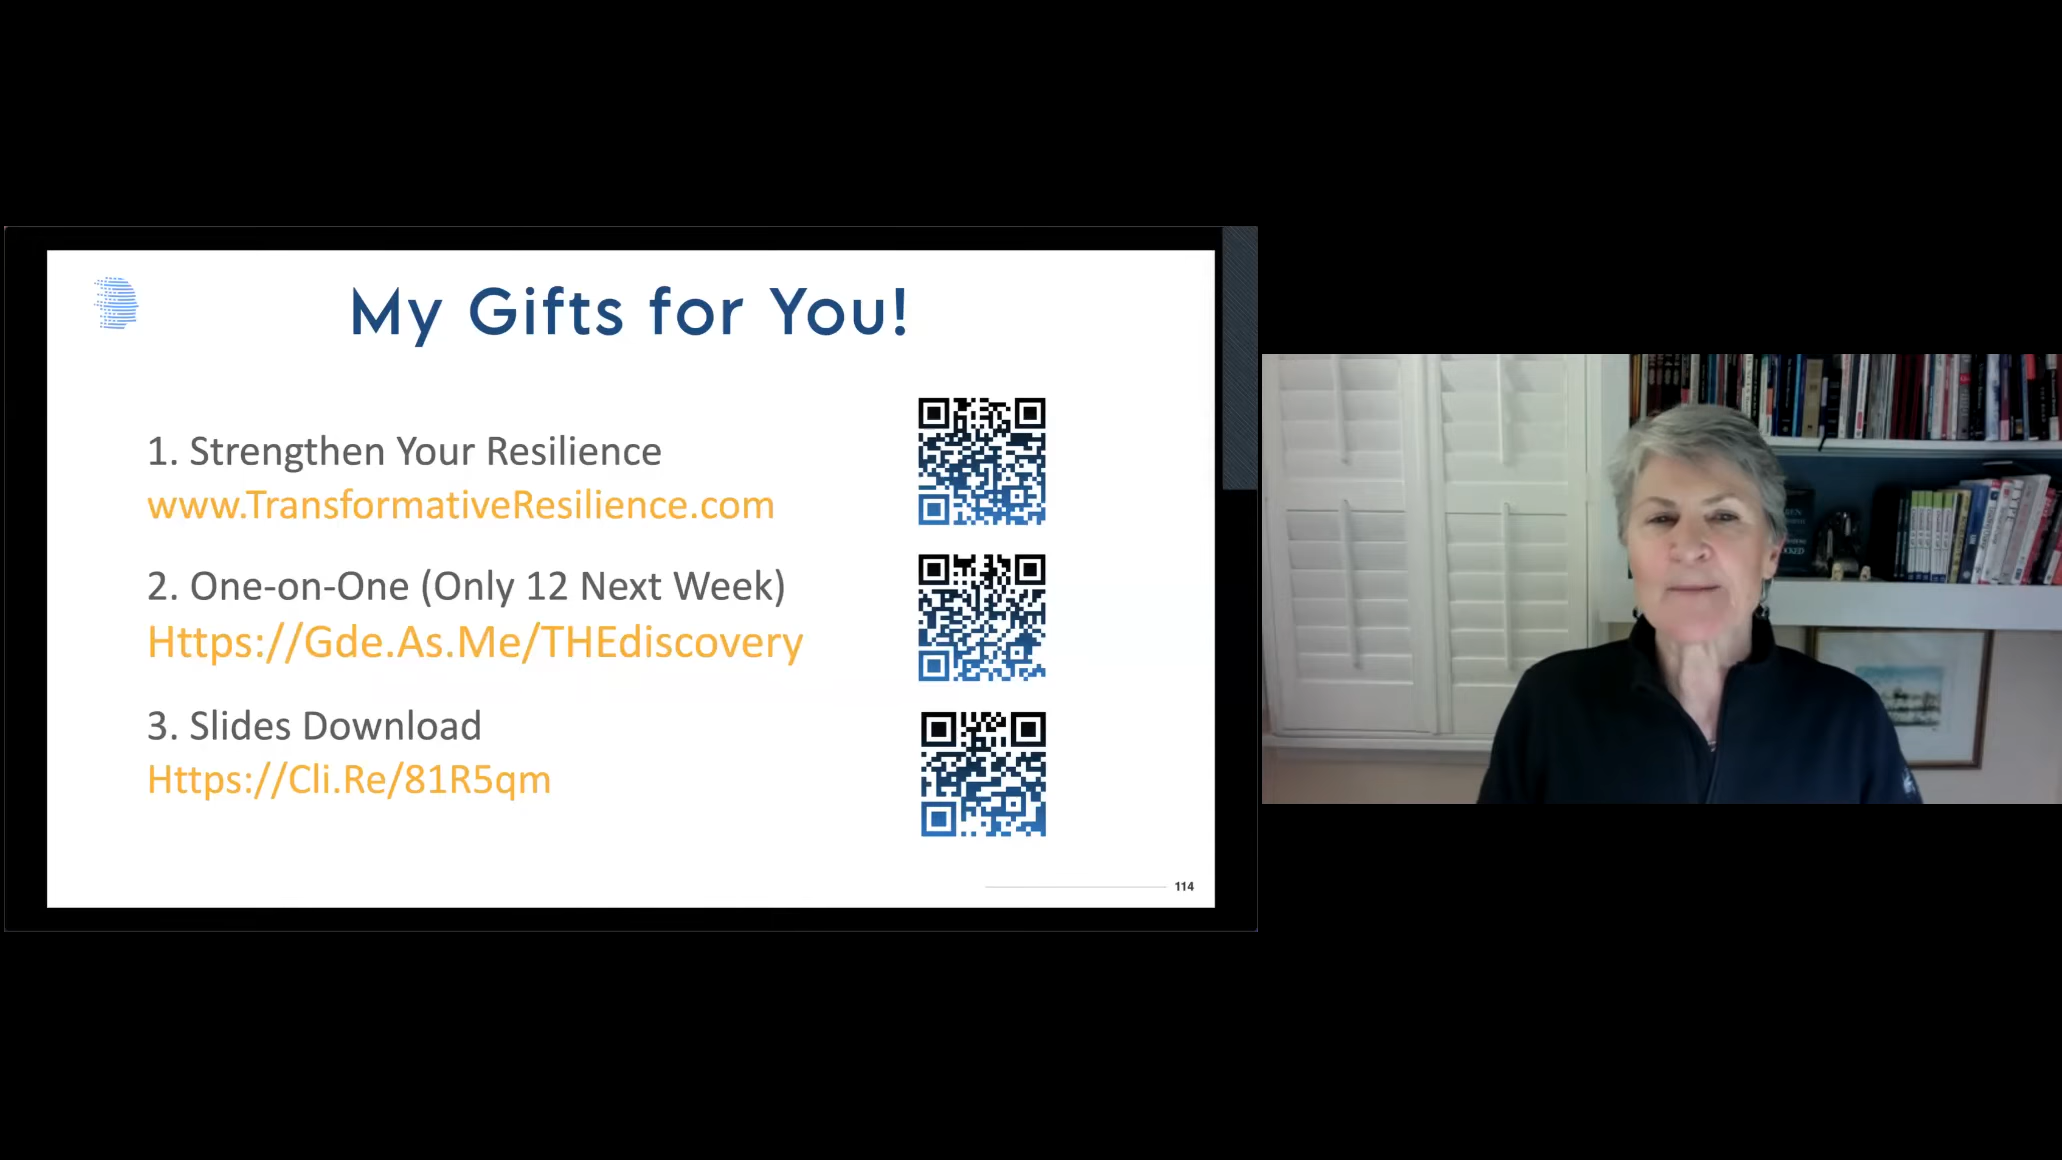 My Gifts for You!
1. Strengthen Your Resilience
www.TransformativeResilience.com
2. One-on-One (Only 12 Next Week)
Https://Gde.As.Me/THEdiscovery
3. Slides Download
Https://Cli.Re/81R5qm
114